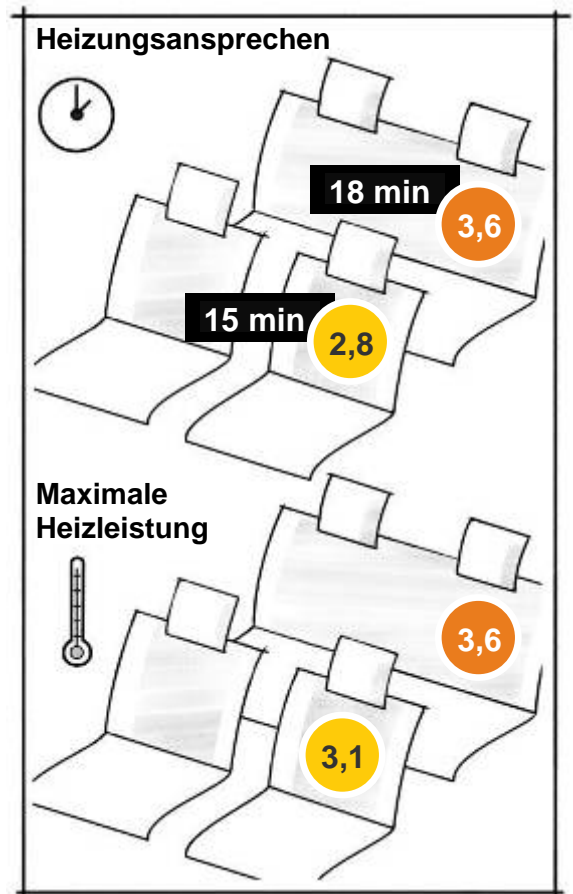 Heizungsansprechen
18 min
3,6
15 min
2,8
Maximale
Heizleistung
3,6
3,1